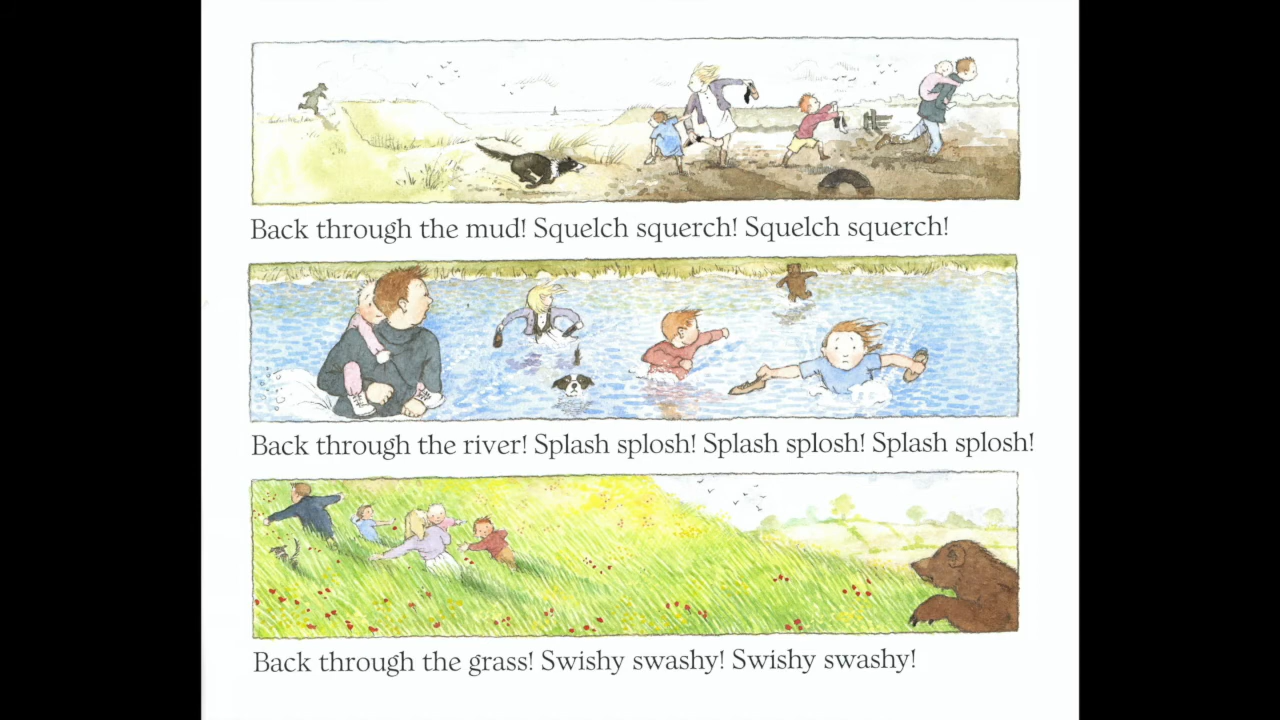 Back through the mud! Squelch squerch! Squelch squerch!
Back through the river! Splash splosh! Splash splosh! Splash splosh!
Back through the grass! Swishy swashy! Swishy swashy!